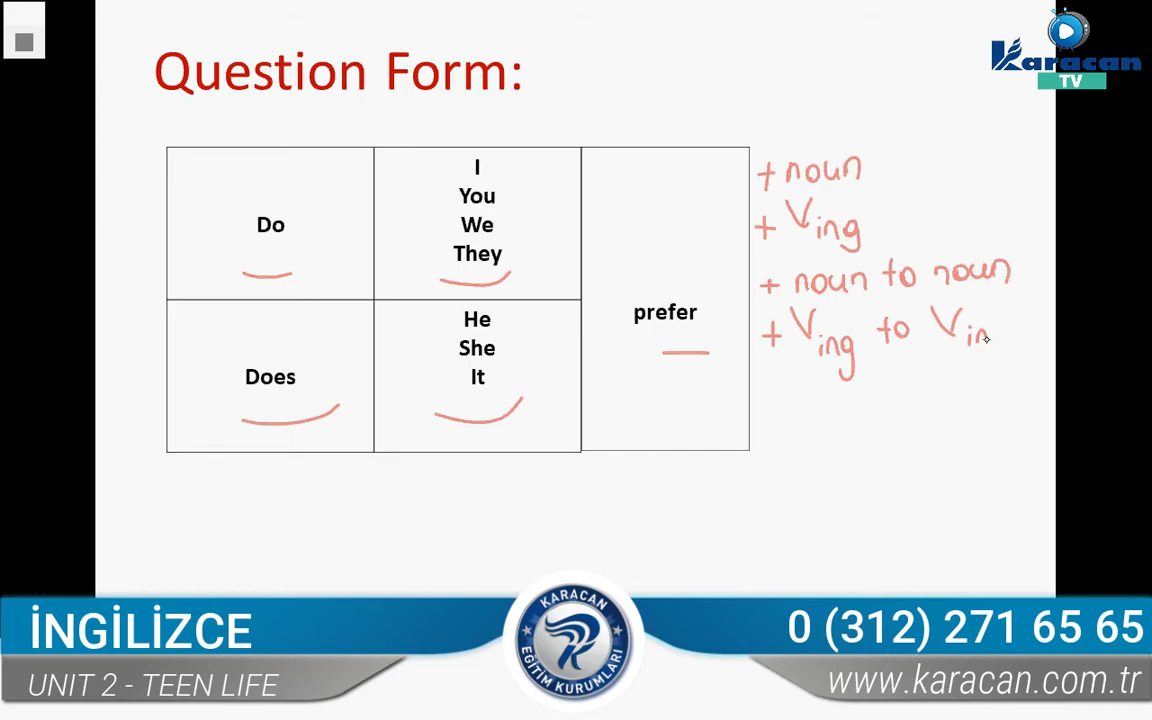 Question Form:
Karacan
TV
Do
I
You
We
They
Does
He
She
It
prefer
+ noun
+ Ving
+ noun to noun
+ Ving to Vin
İNGİLİZCE
UNIT 2 - TEEN LIFE
KARACAN
EĞİTİM KURUMLARI
0 (312) 271 65 65
www.karacan.com.tr